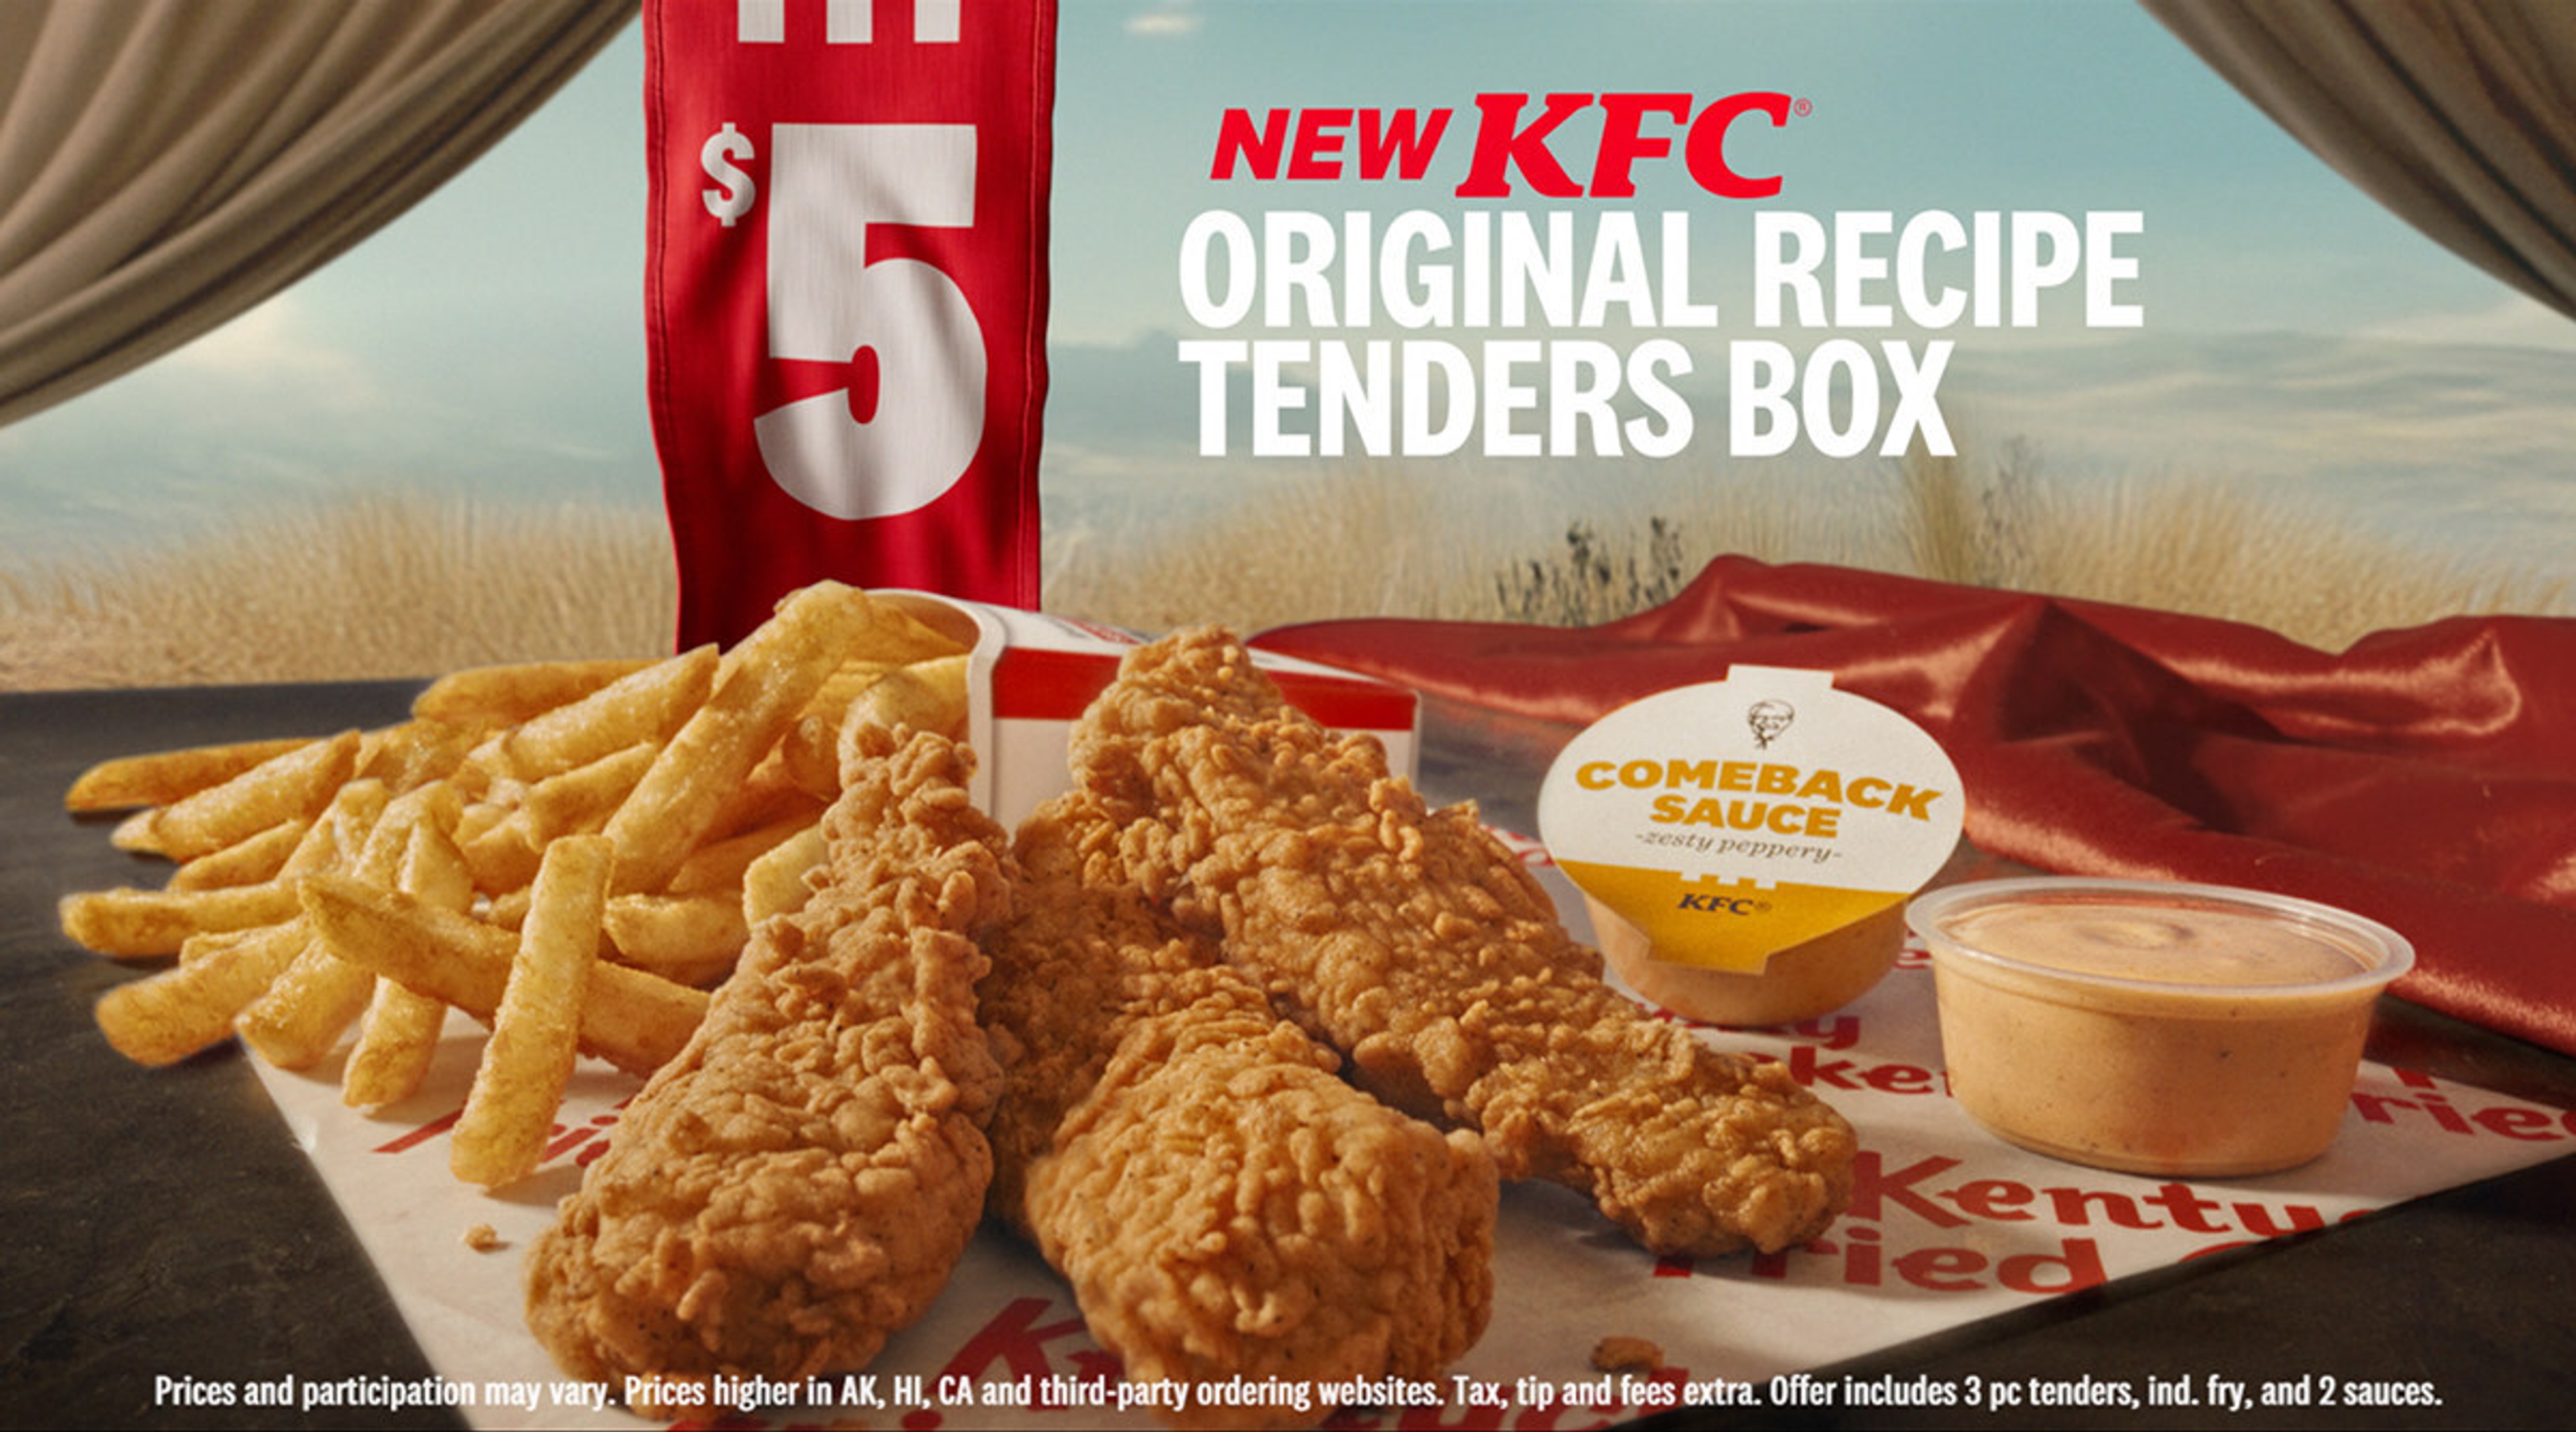 $5
NEW KFC®
ORIGINAL RECIPE
TENDERS BOX
COMEBACK
SAUCE
-zesty peppery-
KFC®
Kentu
ried
Prices and participation may vary. Prices higher in AK, HI, CA and third-party ordering websites. Tax, tip and fees extra. Offer includes 3 pc tenders, ind. fry, and 2 sauces.